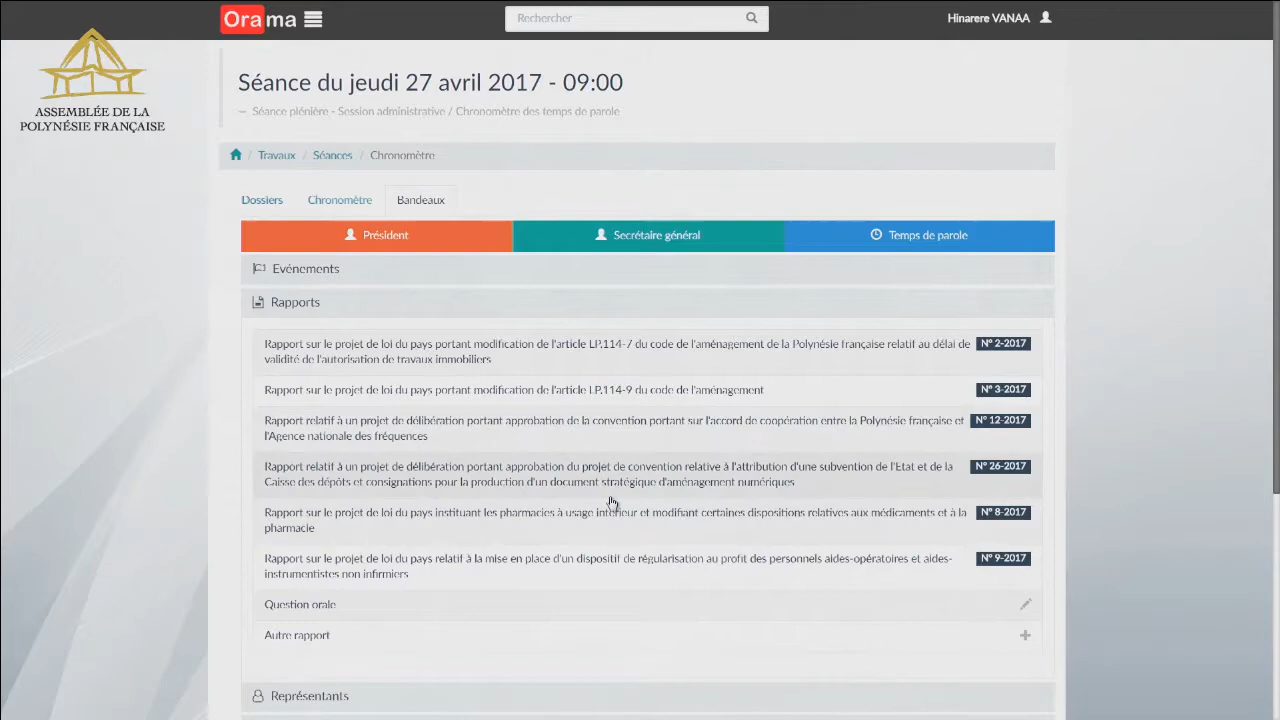 Orama
Rechercher
Hinarere VANAA
ASSEMBLÉE DE LA
POLYNÉSIE FRANÇAISE
Séance du jeudi 27 avril 2017 - 09:00
— Séance plénière - Session administrative / Chronomètre des temps de parole
/ Travaux / Séances / Chronomètre
Dossiers Chronomètre Bandeaux
Président Secrétaire général Temps de parole
Evénements
Rapports
Rapport sur le projet de loi du pays portant modification de l'article LP.114-7 du code de l'aménagement de la Polynésie française relatif au délai de N° 2-2017
validité de l'autorisation de travaux immobiliers
Rapport sur le projet de loi du pays portant modification de l'article LP.114-9 du code de l'aménagement N° 3-2017
Rapport relatif à un projet de délibération portant approbation de la convention portant sur l'accord de coopération entre la Polynésie française et N° 12-2017
l'Agence nationale des fréquences
Rapport relatif à un projet de délibération portant approbation du projet de convention relative à l'attribution d'une subvention de l'Etat et de la N° 26-2017
Caisse des dépôts et consignations pour la production d'un document stratégique d'aménagement numériques
Rapport sur le projet de loi du pays instituant les pharmacies à usage intérieur et modifiant certaines dispositions relatives aux médicaments et à la N° 8-2017
pharmacie
Rapport sur le projet de loi du pays relatif à la mise en place d'un dispositif de régularisation au profit des personnels aides-opératoires et aides- N° 9-2017
instrumentistes non infirmiers
Question orale
Autre rapport
Représentants